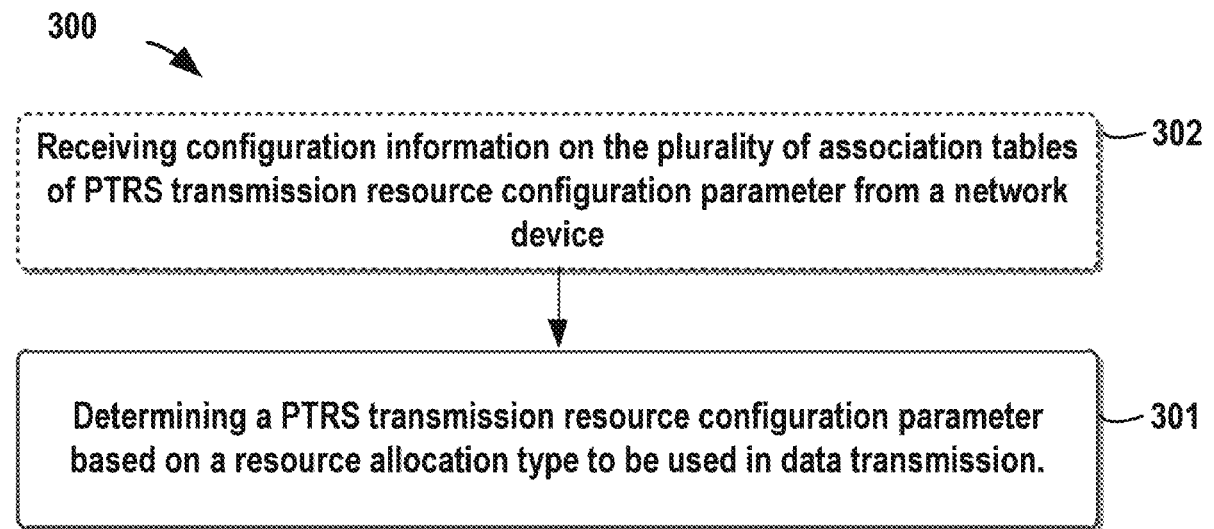 300
Receiving configuration information on the plurality of association tables
of PTRS transmission resource configuration parameter from a network
device
302
Determining a PTRS transmission resource configuration parameter
based on a resource allocation type to be used in data transmission.
301